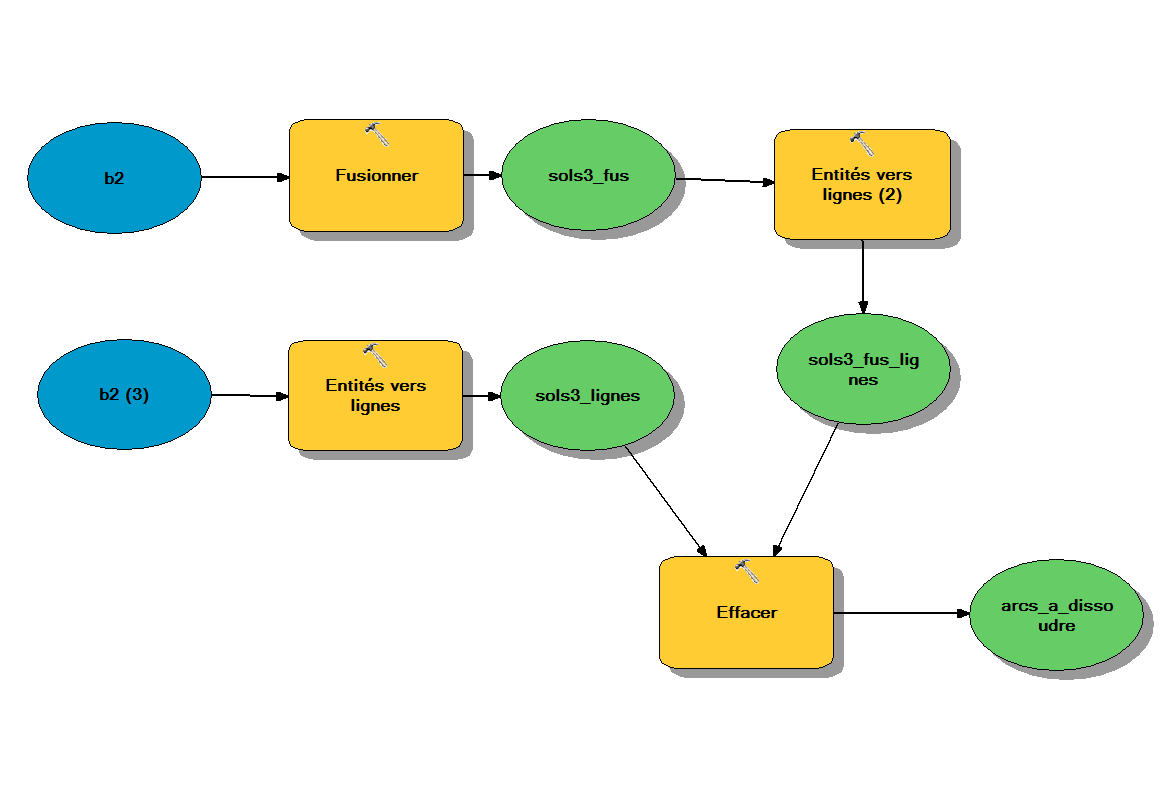 b2
Fusionner
sols3_fus
Entités vers
lignes (2)
b2 (3)
Entités vers
lignes
sols3_lignes
sols3_fus_lig
nes
Effacer
arcs_a_disso
udre